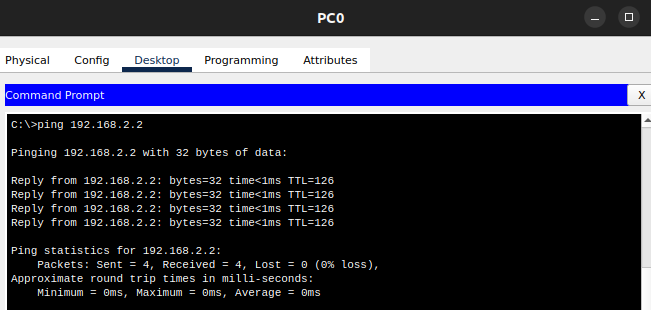 PC0
Physical Config Desktop Programming Attributes
Command Prompt X
C:\>ping 192.168.2.2
Pinging 192.168.2.2 with 32 bytes of data:
Reply from 192.168.2.2: bytes=32 time<1ms TTL=126
Reply from 192.168.2.2: bytes=32 time<1ms TTL=126
Reply from 192.168.2.2: bytes=32 time<1ms TTL=126
Reply from 192.168.2.2: bytes=32 time<1ms TTL=126
Ping statistics for 192.168.2.2:
    Packets: Sent = 4, Received = 4, Lost = 0 (0% loss),
Approximate round trip times in milli-seconds:
    Minimum = 0ms, Maximum = 0ms, Average = 0ms